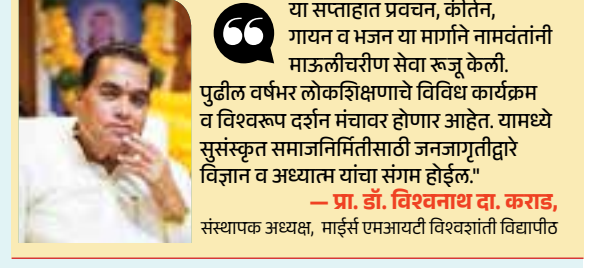 या सप्ताहात प्रवचन, कीर्तन,
गायन व भजन या मार्गाने नामवंतांनी
माऊलीचरीण सेवा रूजू केली.
पुढील वर्षभर लोकशिक्षणाचे विविध कार्यक्रम
व विश्वरूप दर्शन मंचावर होणार आहेत. यामध्ये
सुसंस्कृत समाजनिर्मितीसाठी जनजागृतीद्वारे
विज्ञान व अध्यात्म यांचा संगम होईल."
— प्रा. डॉ. विश्वनाथ दा. कराड,
संस्थापक अध्यक्ष, माईर्स एमआयटी विश्वशांती विद्यापीठ